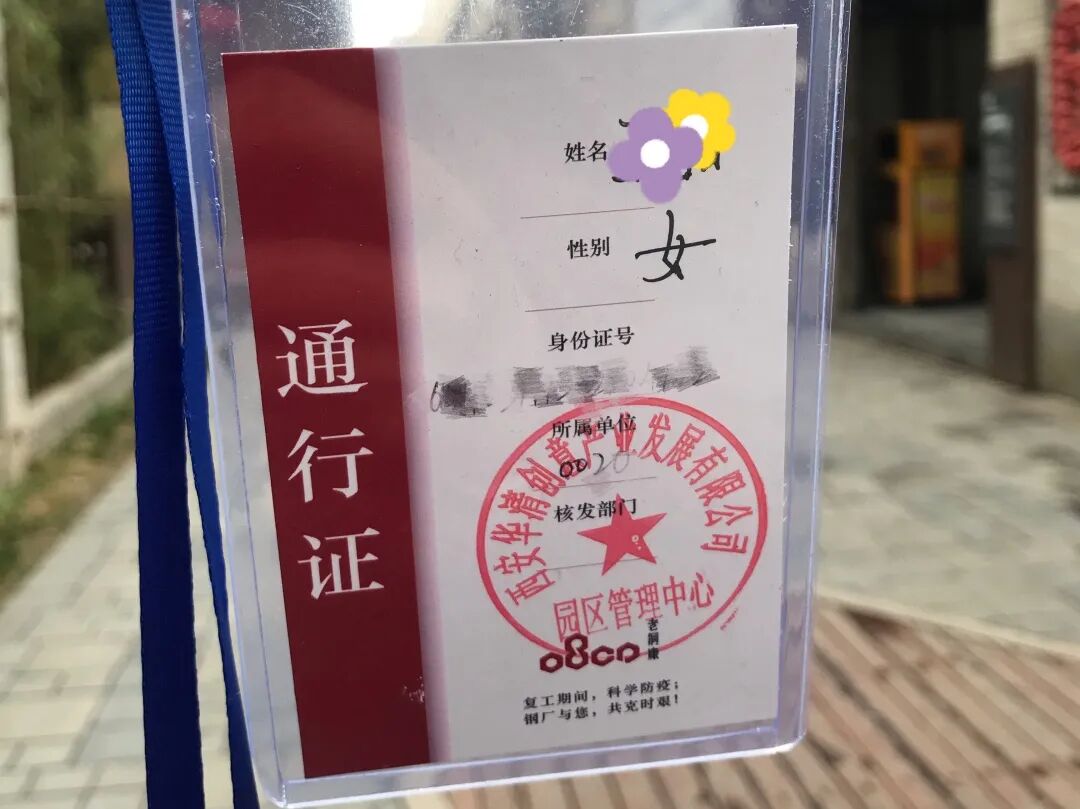 通行证
姓名
性别 女
身份证号
所属单位
0020
核发部门
西安华清创意产业发展有限公司
园区管理中心
老钢厂
复工期间，科学防疫；
钢厂与您，共克时艰！